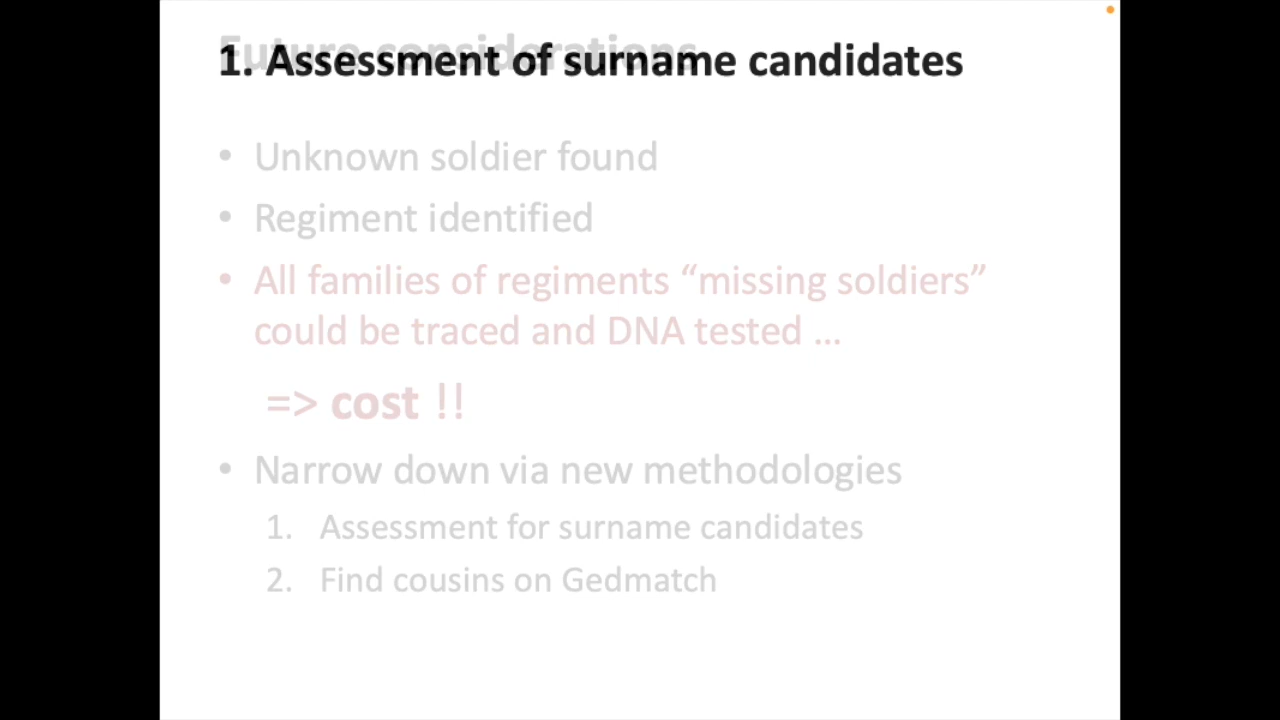 Future considerations
1. Assessment of surname candidates
• Unknown soldier found
• Regiment identified
• All families of regiments “missing soldiers”
could be traced and DNA tested …
=> cost !!
• Narrow down via new methodologies
1. Assessment for surname candidates
2. Find cousins on Gedmatch